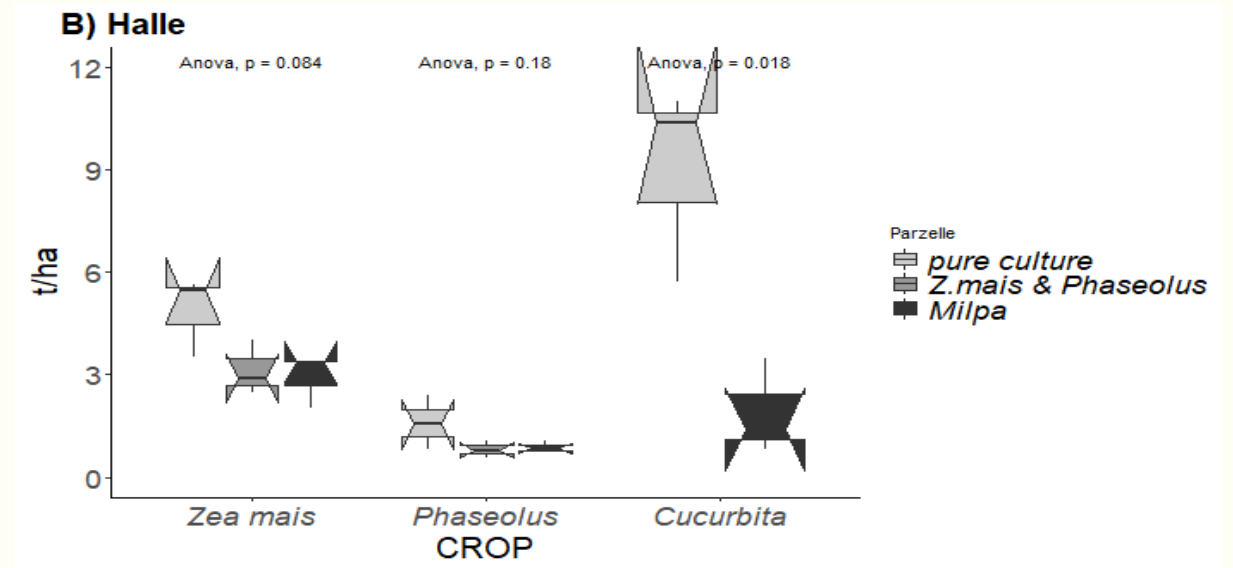 B) Halle
Anova, p = 0.084
Anova, p = 0.18
Anova, p = 0.018
12
9
6
3
0
t/ha
Zea mais
Phaseolus
Cucurbita
CROP
Parzelle
pure culture
Z.mais & Phaseolus
Milpa